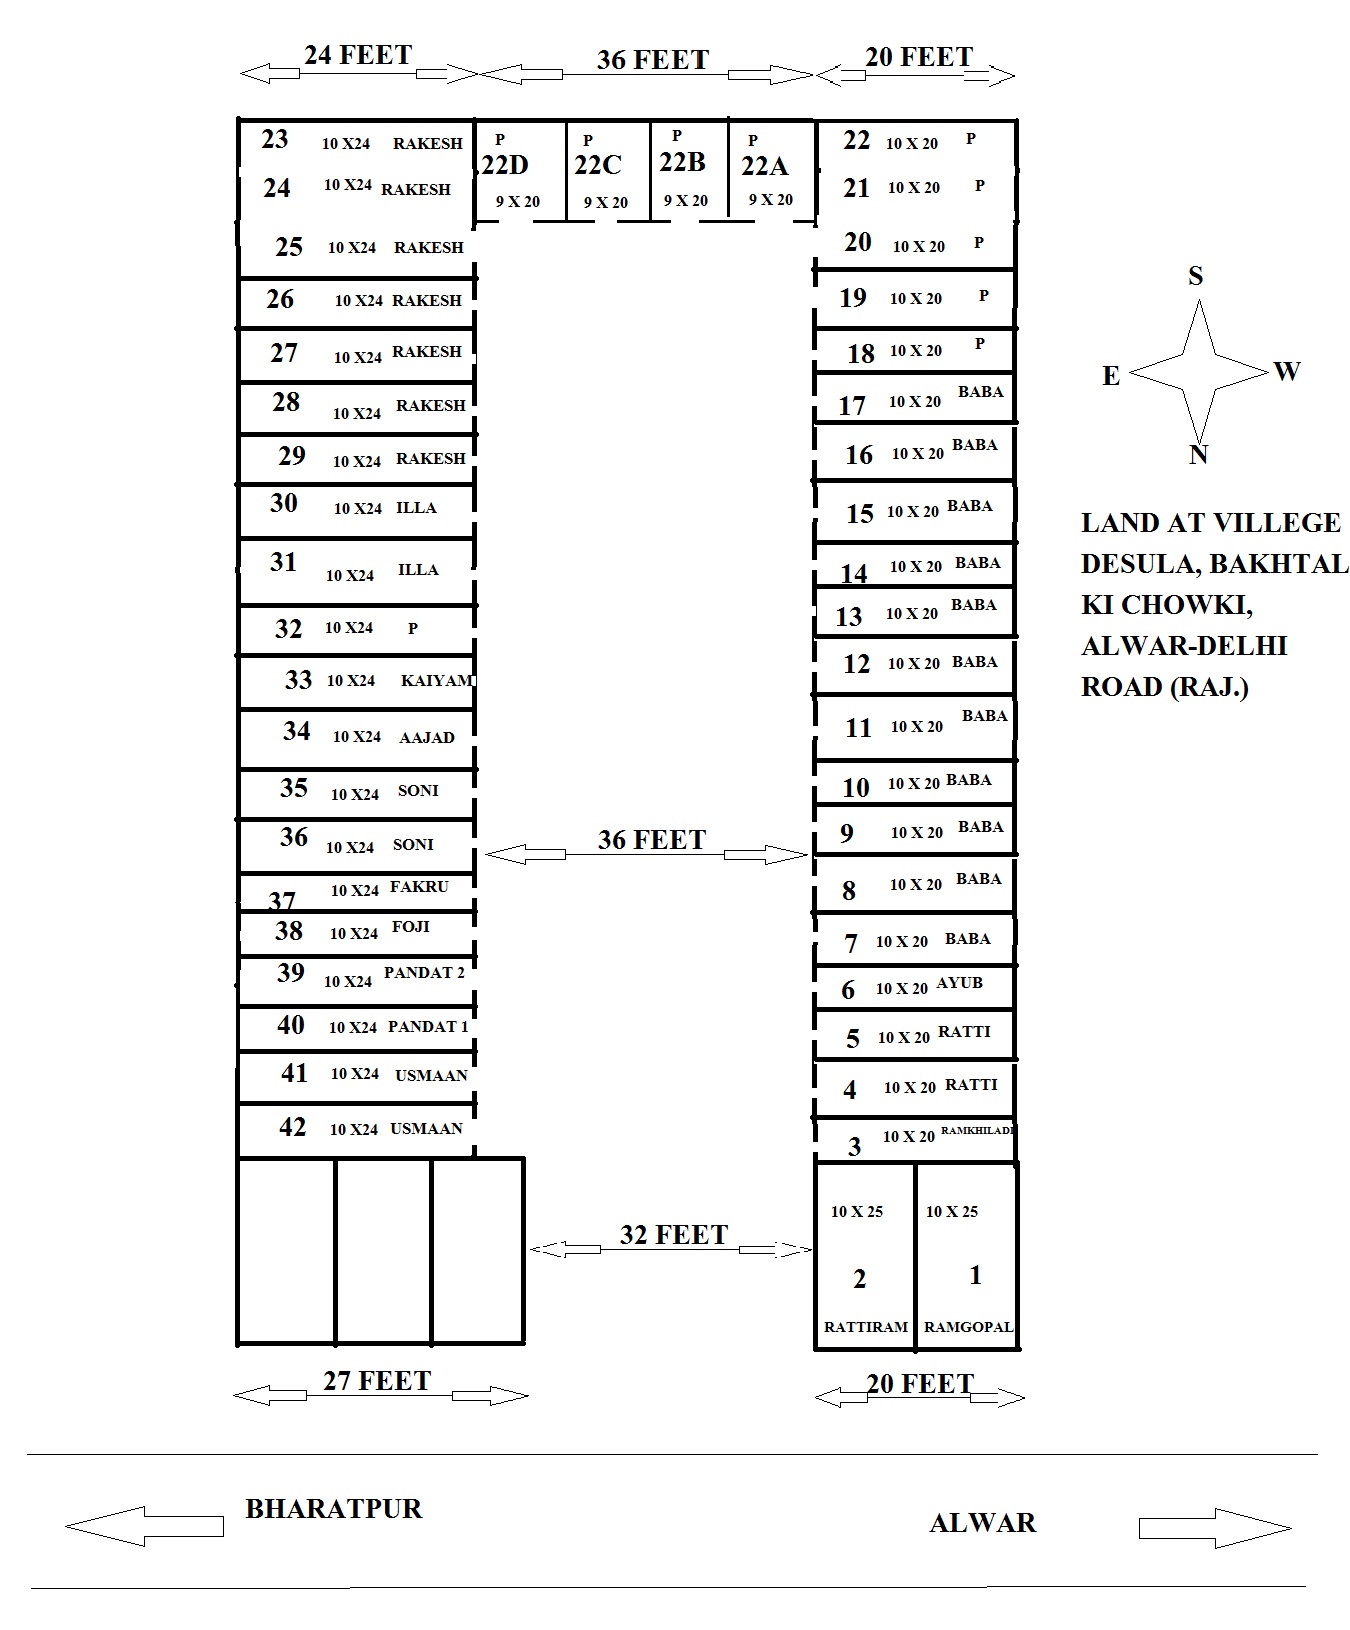 24 FEET 36 FEET 20 FEET
23 10 X24 RAKESH
24 10 X24 RAKESH
25 10 X24 RAKESH
26 10 X24 RAKESH
27 10 X24 RAKESH
28 10 X24 RAKESH
29 10 X24 RAKESH
30 10 X24 ILLA
31 10 X24 ILLA
32 10 X24 P
33 10 X24 KAIYAM
34 10 X24 AAJAD
35 10 X24 SONI
36 10 X24 SONI
37 10 X24 FAKRU
38 10 X24 FOJI
39 10 X24 PANDAT 2
40 10 X24 PANDAT 1
41 10 X24 USMAAN
42 10 X24 USMAAN
P P P P
22D 22C 22B 22A
9 X 20 9 X 20 9 X 20 9 X 20
36 FEET
32 FEET
22 10 X 20 P
21 10 X 20 P
20 10 X 20 P
19 10 X 20 P
18 10 X 20 P
17 10 X 20 BABA
16 10 X 20 BABA
15 10 X 20 BABA
14 10 X 20 BABA
13 10 X 20 BABA
12 10 X 20 BABA
11 10 X 20 BABA
10 10 X 20 BABA
9 10 X 20 BABA
8 10 X 20 BABA
7 10 X 20 BABA
6 10 X 20 AYUB
5 10 X 20 RATTI
4 10 X 20 RATTI
3 10 X 20 RAMKHILADI
10 X 25 10 X 25
2 1
RATTIRAM RAMGOPAL
S
E W
N
LAND AT VILLEGE
DESULA, BAKHTAL
KI CHOWKI,
ALWAR-DELHI
ROAD (RAJ.)
27 FEET 20 FEET
BHARATPUR ALWAR